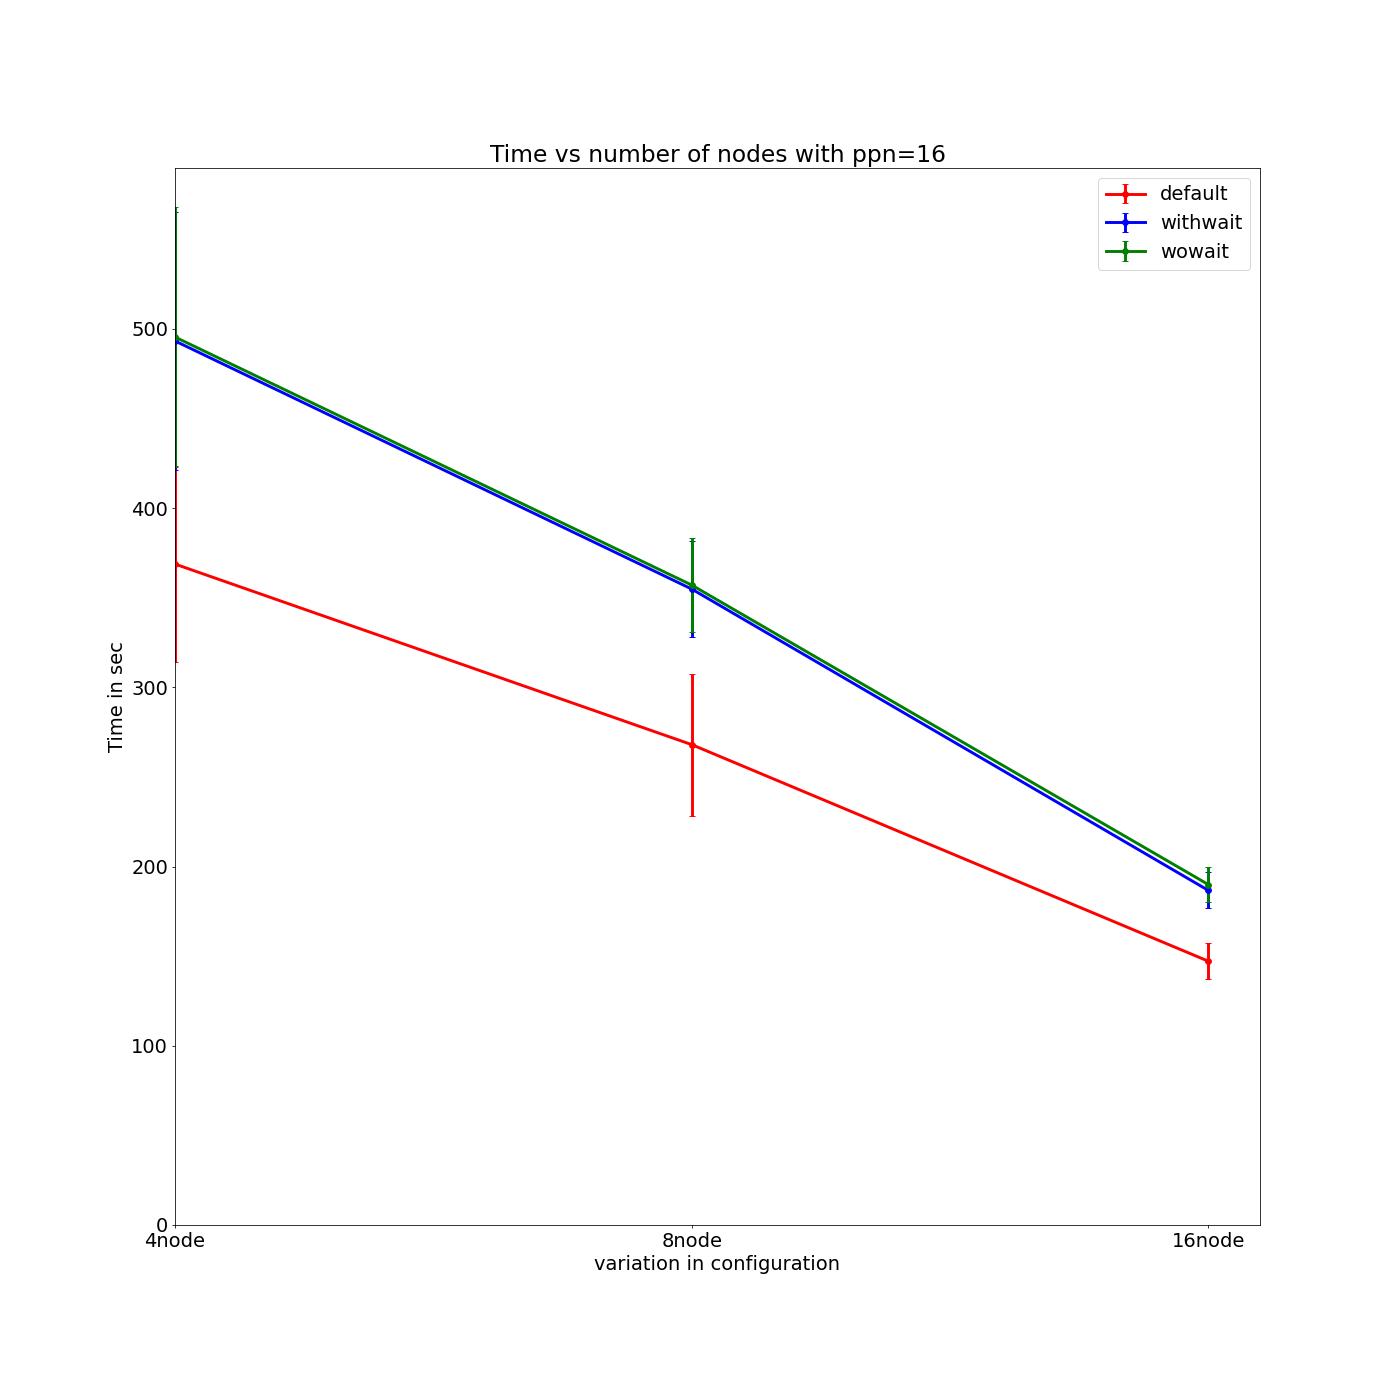 Time vs number of nodes with ppn=16
default
withwait
wowait
500
400
300
200
100
0
Time in sec
4node
8node
16node
variation in configuration